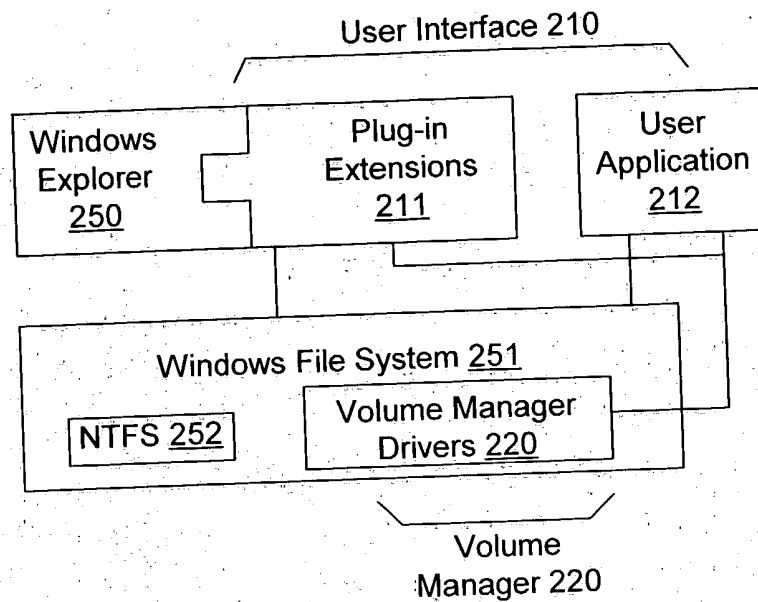 User Interface 210
Windows
Explorer
250
Plug-in
Extensions
211
User
Application
212
Windows File System 251
NTFS 252
Volume Manager
Drivers 220
Volume
Manager 220